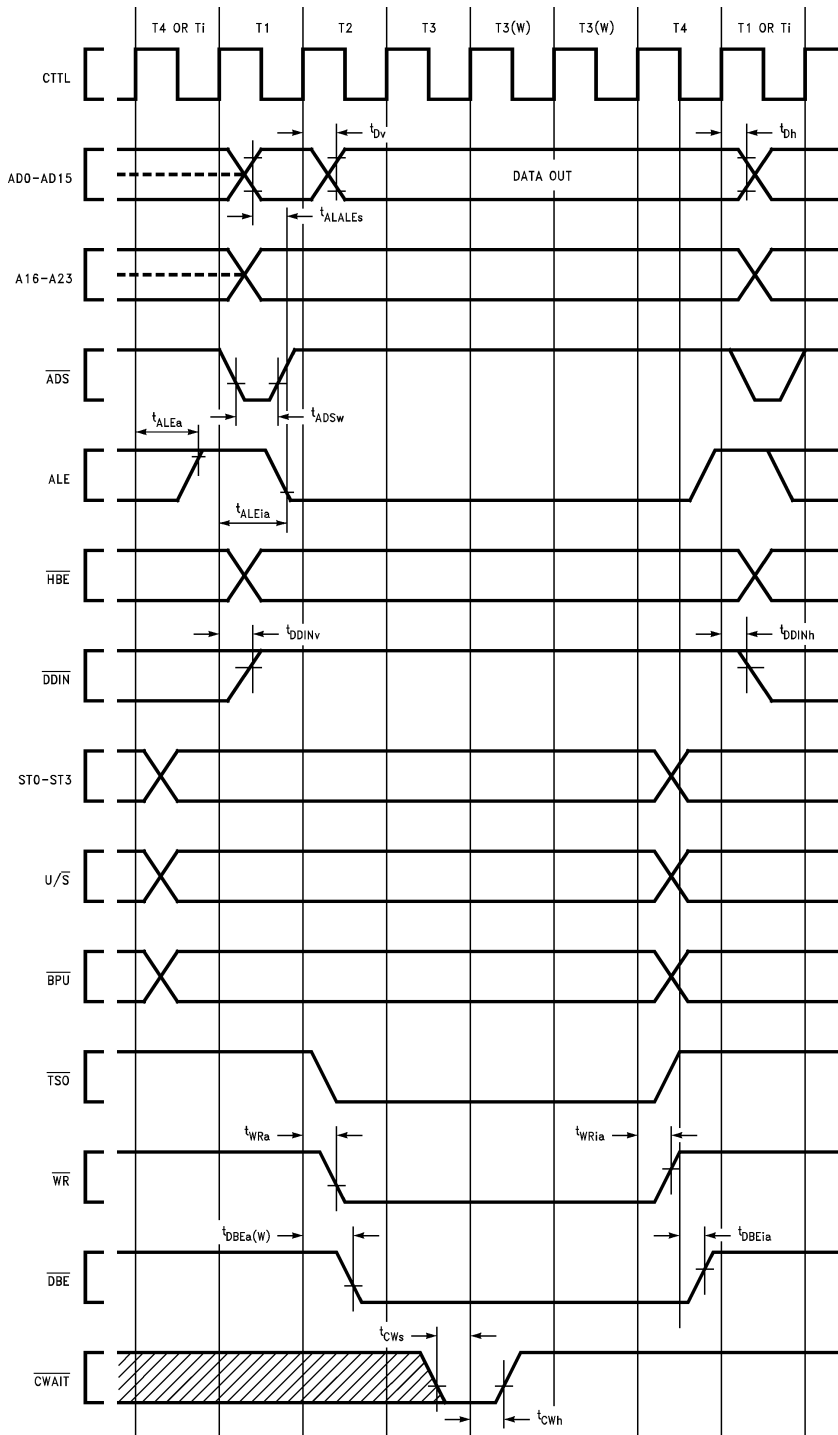 T4 OR Ti T1 T2 T3 T3(W) T3(W) T4 T1 OR Ti
CTTL
tDv tDh
AD0-AD15 DATA OUT
tALALEs
A16-A23
ADS
tALEa tADSw
ALE
tALEia
HBE
tDDINv tDDINh
DDIN
ST0-ST3
U/S
BPU
TSO
tWRa tWRia
WR
tDBEa(W) tDBEia
DBE
tCWs
CWAIT
tCWh